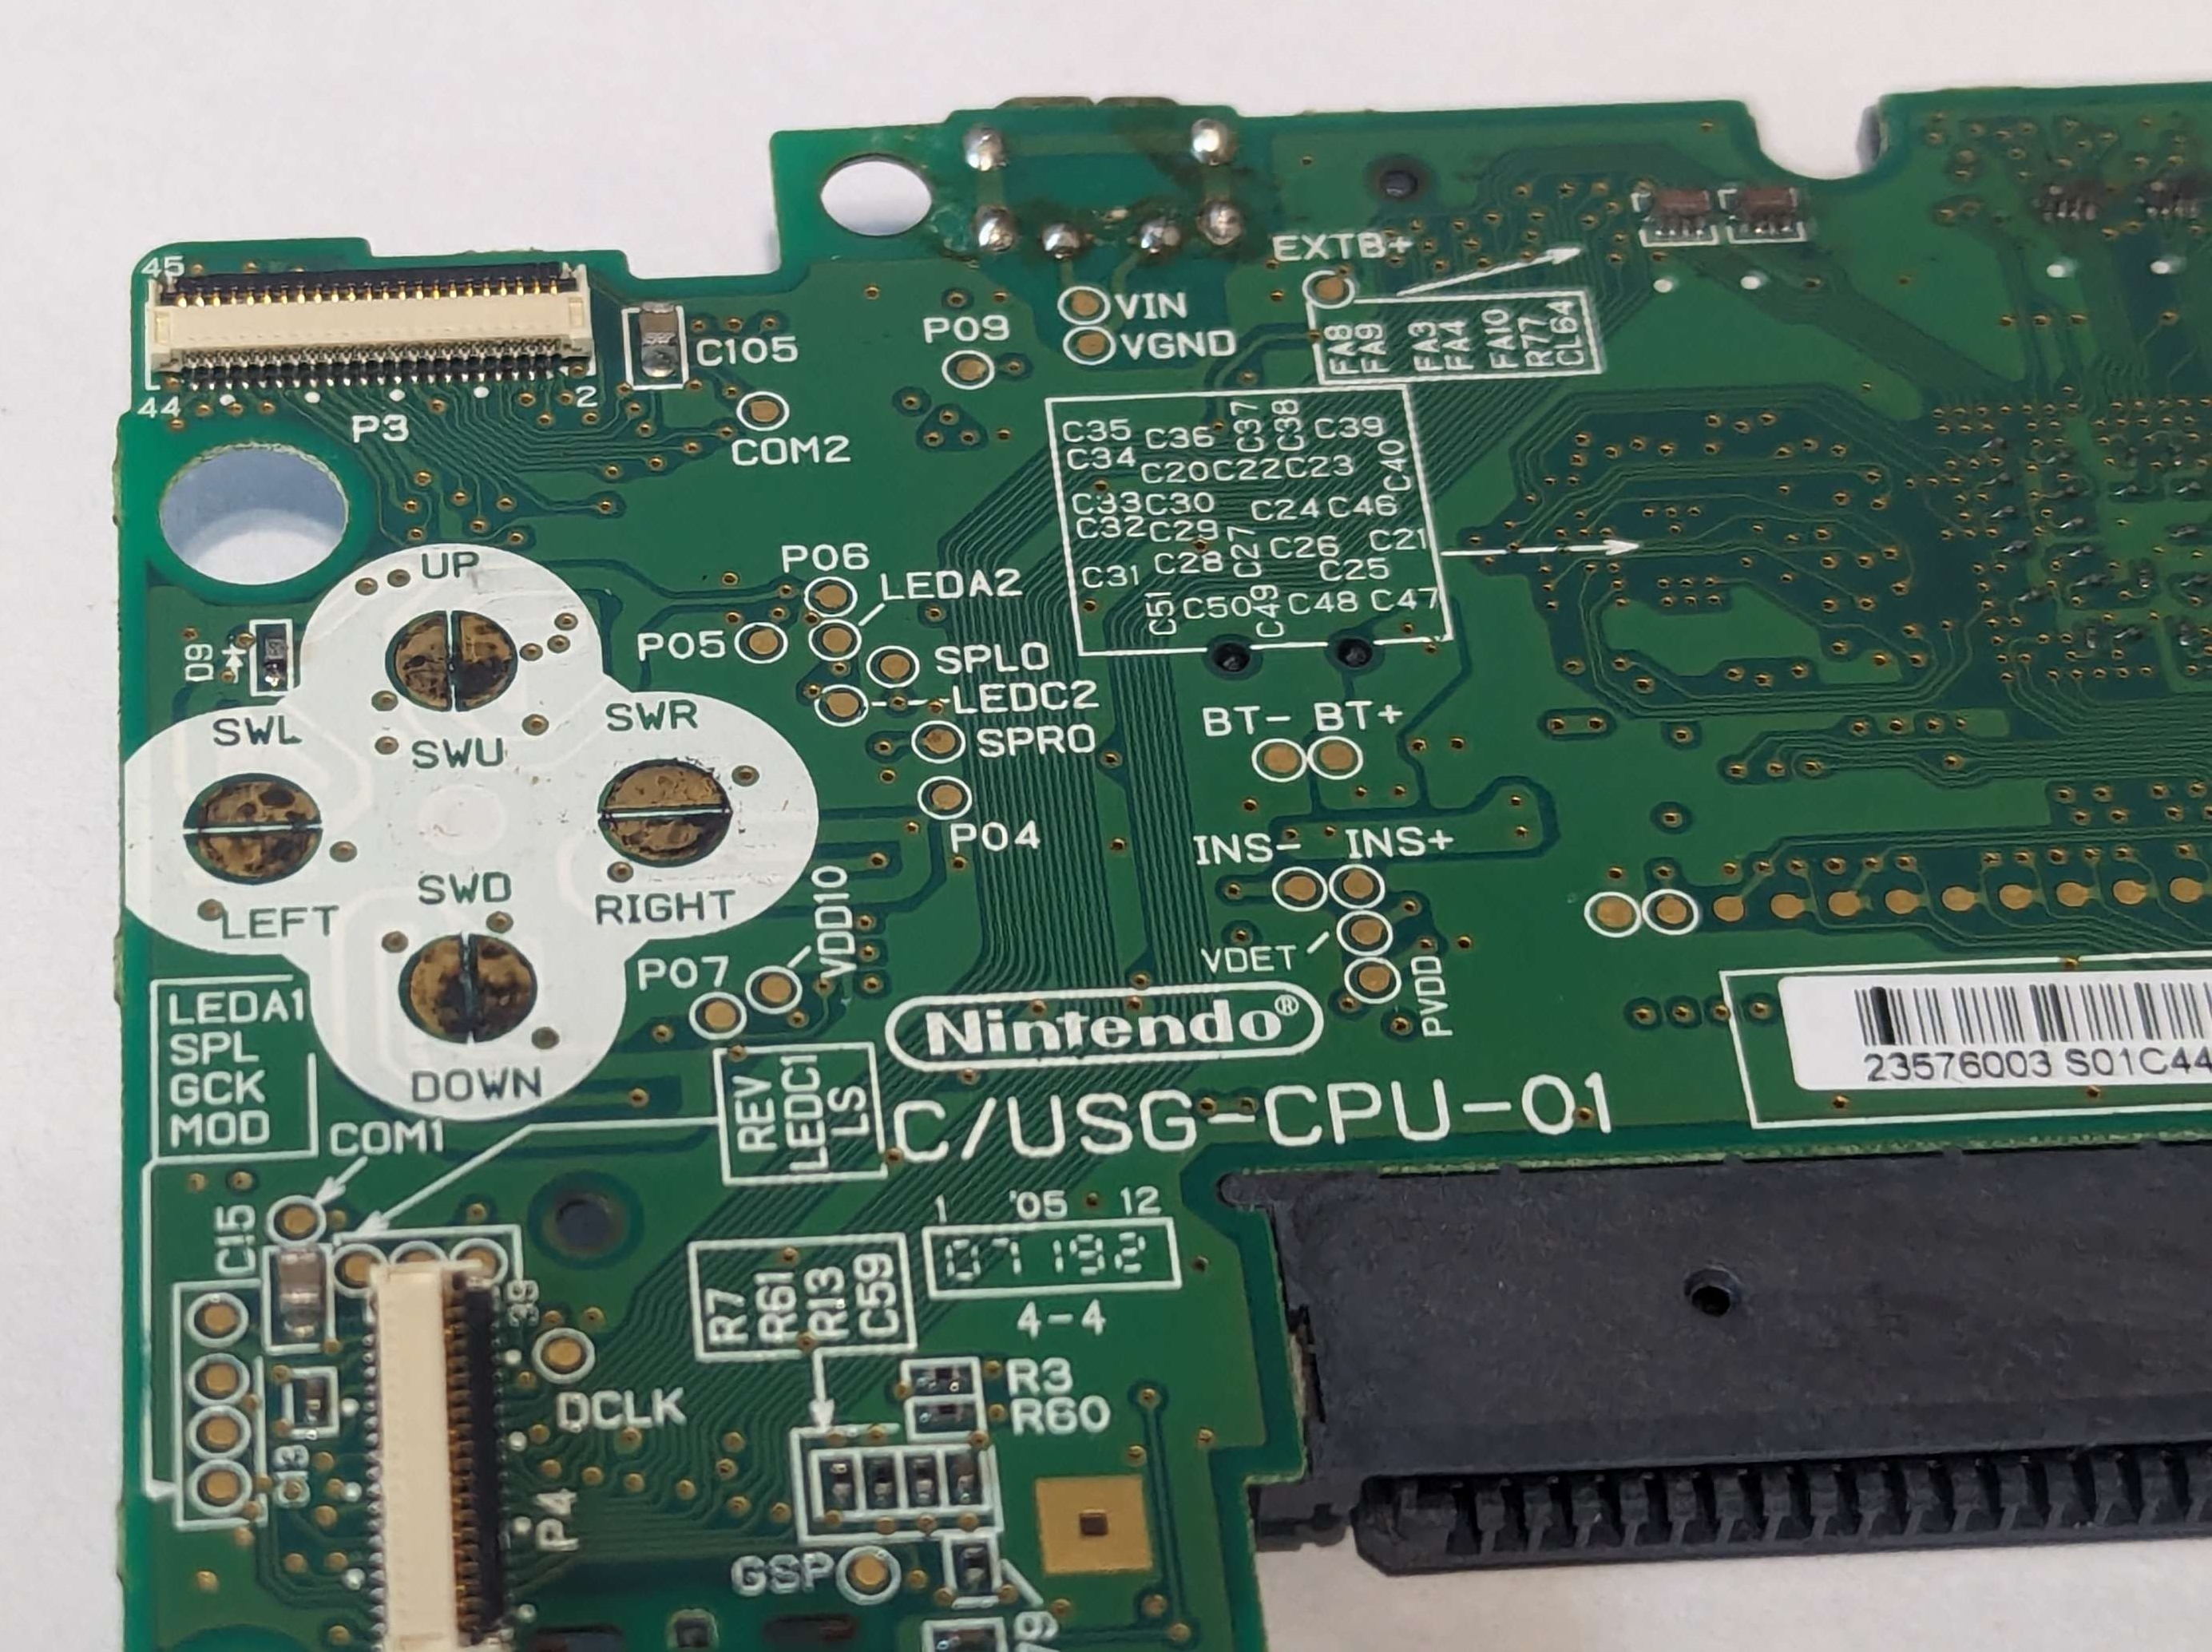 45
44
2
P3
C105
COM2
P09
VIN
VGND
EXTB+
FA8
FA9
FA3
FA4
FA10
R77
CL64
C35 C36 C37 C38 C39
C34 C20 C22 C23 C40
C33 C30 C24 C46
C32 C29 C27 C26 C21
C31 C28 C25
C51 C50 C49 C48 C47
UP
P06
LEDA2
D9
P05
SPL0
LEDC2
SWL
SWR
SWU
SPR0
BT- BT+
P04
INS- INS+
SWD
LEFT
RIGHT
VDD10
P07
VDET
PVDD
LEDA1
SPL
GCK
MOD
DOWN
Nintendo®
REV
LEDC1
LS
C/USG-CPU-01
23576003 S01C44
COM1
C15
1 '05 12
07192
4-4
R7
R61
R13
C59
39
DCLK
R3
R60
C13
P4
GSP